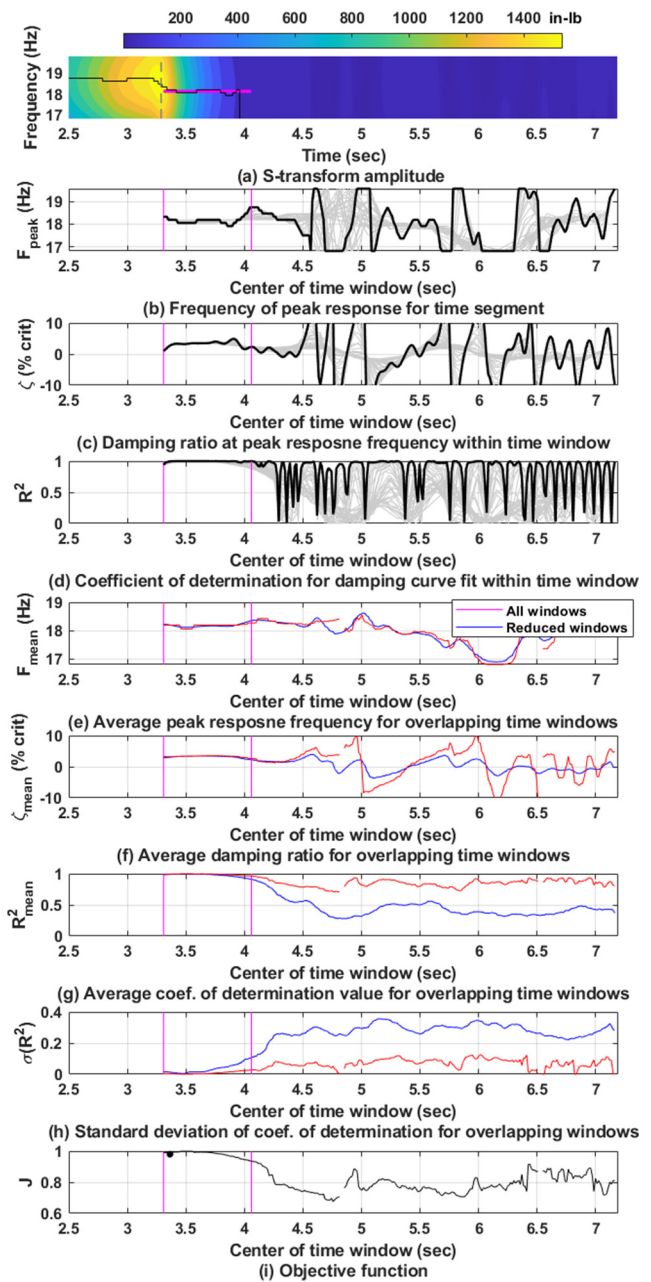 200 400 600 800 1000 1200 1400 in-lb
Frequency (Hz)
19
18
17
2.5 3 3.5 4 4.5 5 5.5 6 6.5 7
Time (sec)
(a) S-transform amplitude
F_peak (Hz)
19
18
17
2.5 3 3.5 4 4.5 5 5.5 6 6.5 7
Center of time window (sec)
(b) Frequency of peak response for time segment
ζ (% crit)
10
0
-10
2.5 3 3.5 4 4.5 5 5.5 6 6.5 7
Center of time window (sec)
(c) Damping ratio at peak resposne frequency within time window
R²
1
0.5
0
2.5 3 3.5 4 4.5 5 5.5 6 6.5 7
Center of time window (sec)
(d) Coefficient of determination for damping curve fit within time window
F_mean (Hz)
19
18
17
All windows
Reduced windows
2.5 3 3.5 4 4.5 5 5.5 6 6.5 7
Center of time window (sec)
(e) Average peak resposne frequency for overlapping time windows
ζ_mean (% crit)
10
0
-10
2.5 3 3.5 4 4.5 5 5.5 6 6.5 7
Center of time window (sec)
(f) Average damping ratio for overlapping time windows
R²_mean
1
0.5
0
2.5 3 3.5 4 4.5 5 5.5 6 6.5 7
Center of time window (sec)
(g) Average coef. of determination value for overlapping time windows
σ(R²)
0.4
0.2
0
2.5 3 3.5 4 4.5 5 5.5 6 6.5 7
Center of time window (sec)
(h) Standard deviation of coef. of determination for overlapping windows
J
1
0.8
0.6
2.5 3 3.5 4 4.5 5 5.5 6 6.5 7
Center of time window (sec)
(i) Objective function